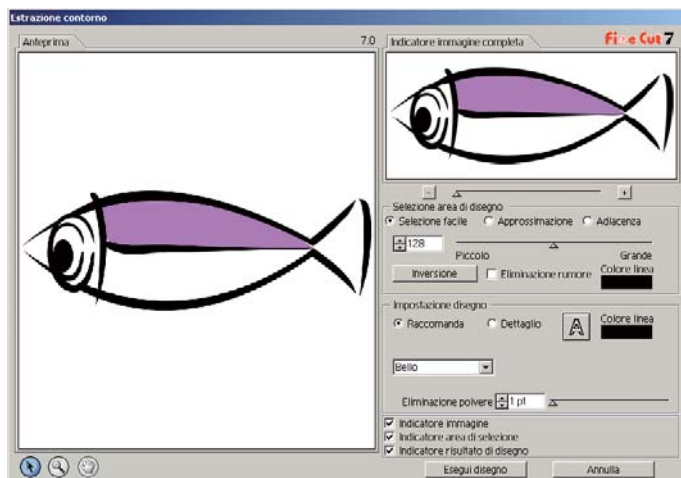 Estrazione contorno
Anteprima 7.0
Indicatore immagine completa
Fine Cut 7
- +
Selezione area di disegno
Selezione facile Approssimazione Adiacenza
128
Piccolo Grande
Inversione Eliminazione rumore Colore linea
Impostazione disegno
Raccomanda Dettaglio A Colore linea
Bello
Eliminazione polvere 1 pt
Indicatore immagine
Indicatore area di selezione
Indicatore risultato di disegno
Esegui disegno Annulla